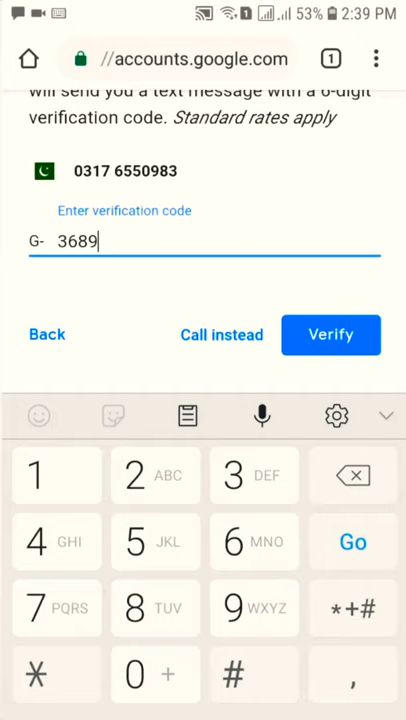 53% 2:39 PM
//accounts.google.com 1
will send you a text message with a 6-digit
verification code. Standard rates apply
0317 6550983
Enter verification code
G- 3689
Back Call instead Verify
1 2 ABC 3 DEF
4 GHI 5 JKL 6 MNO Go
7 PQRS 8 TUV 9 WXYZ *+#
* 0 + # ,